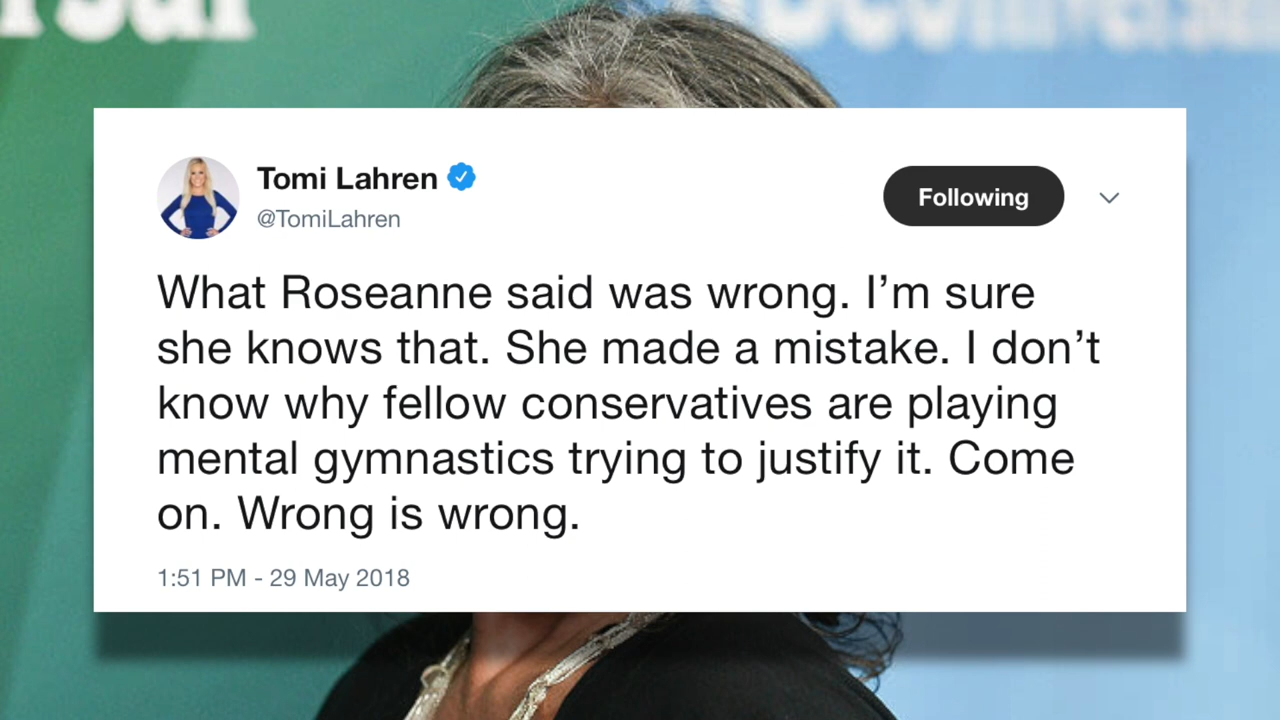 Tomi Lahren
@TomiLahren
Following
What Roseanne said was wrong. I’m sure
she knows that. She made a mistake. I don’t
know why fellow conservatives are playing
mental gymnastics trying to justify it. Come
on. Wrong is wrong.
1:51 PM - 29 May 2018